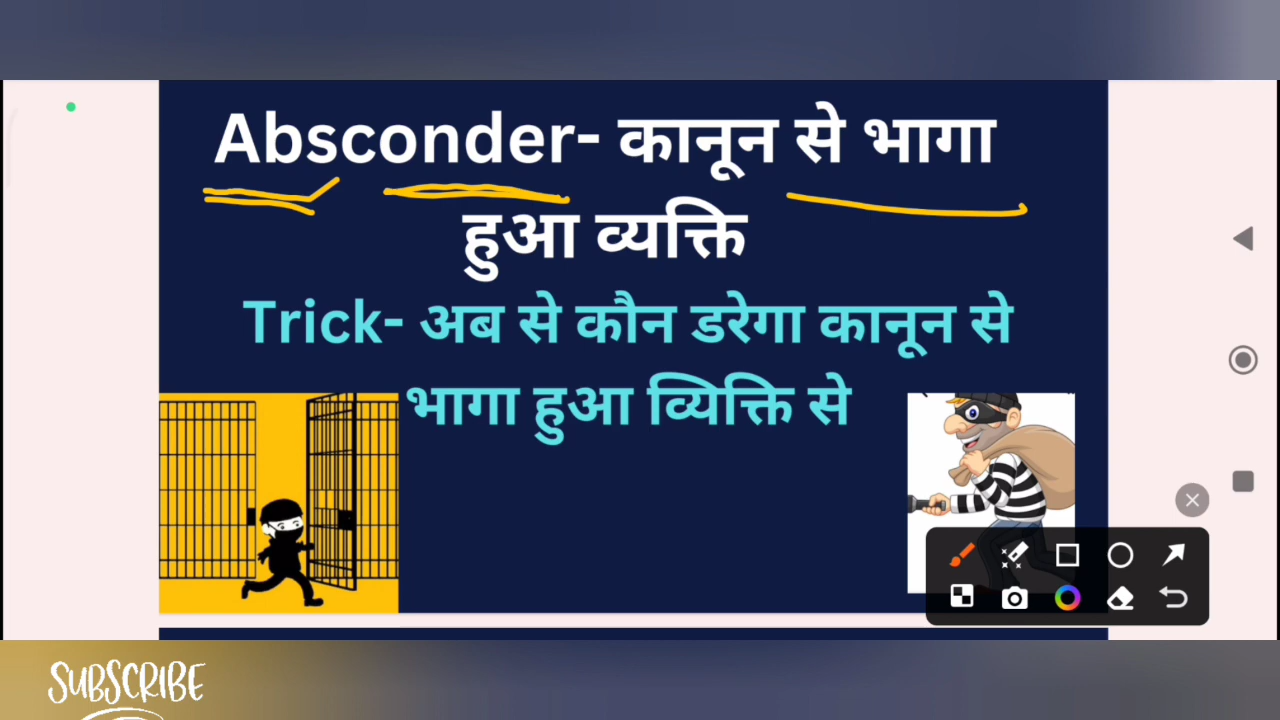 Absconder- कानून से भागा
हुआ व्यक्ति
Trick- अब से कौन डरेगा कानून से
भागा हुआ व्यिक्ति से
SUBSCRIBE